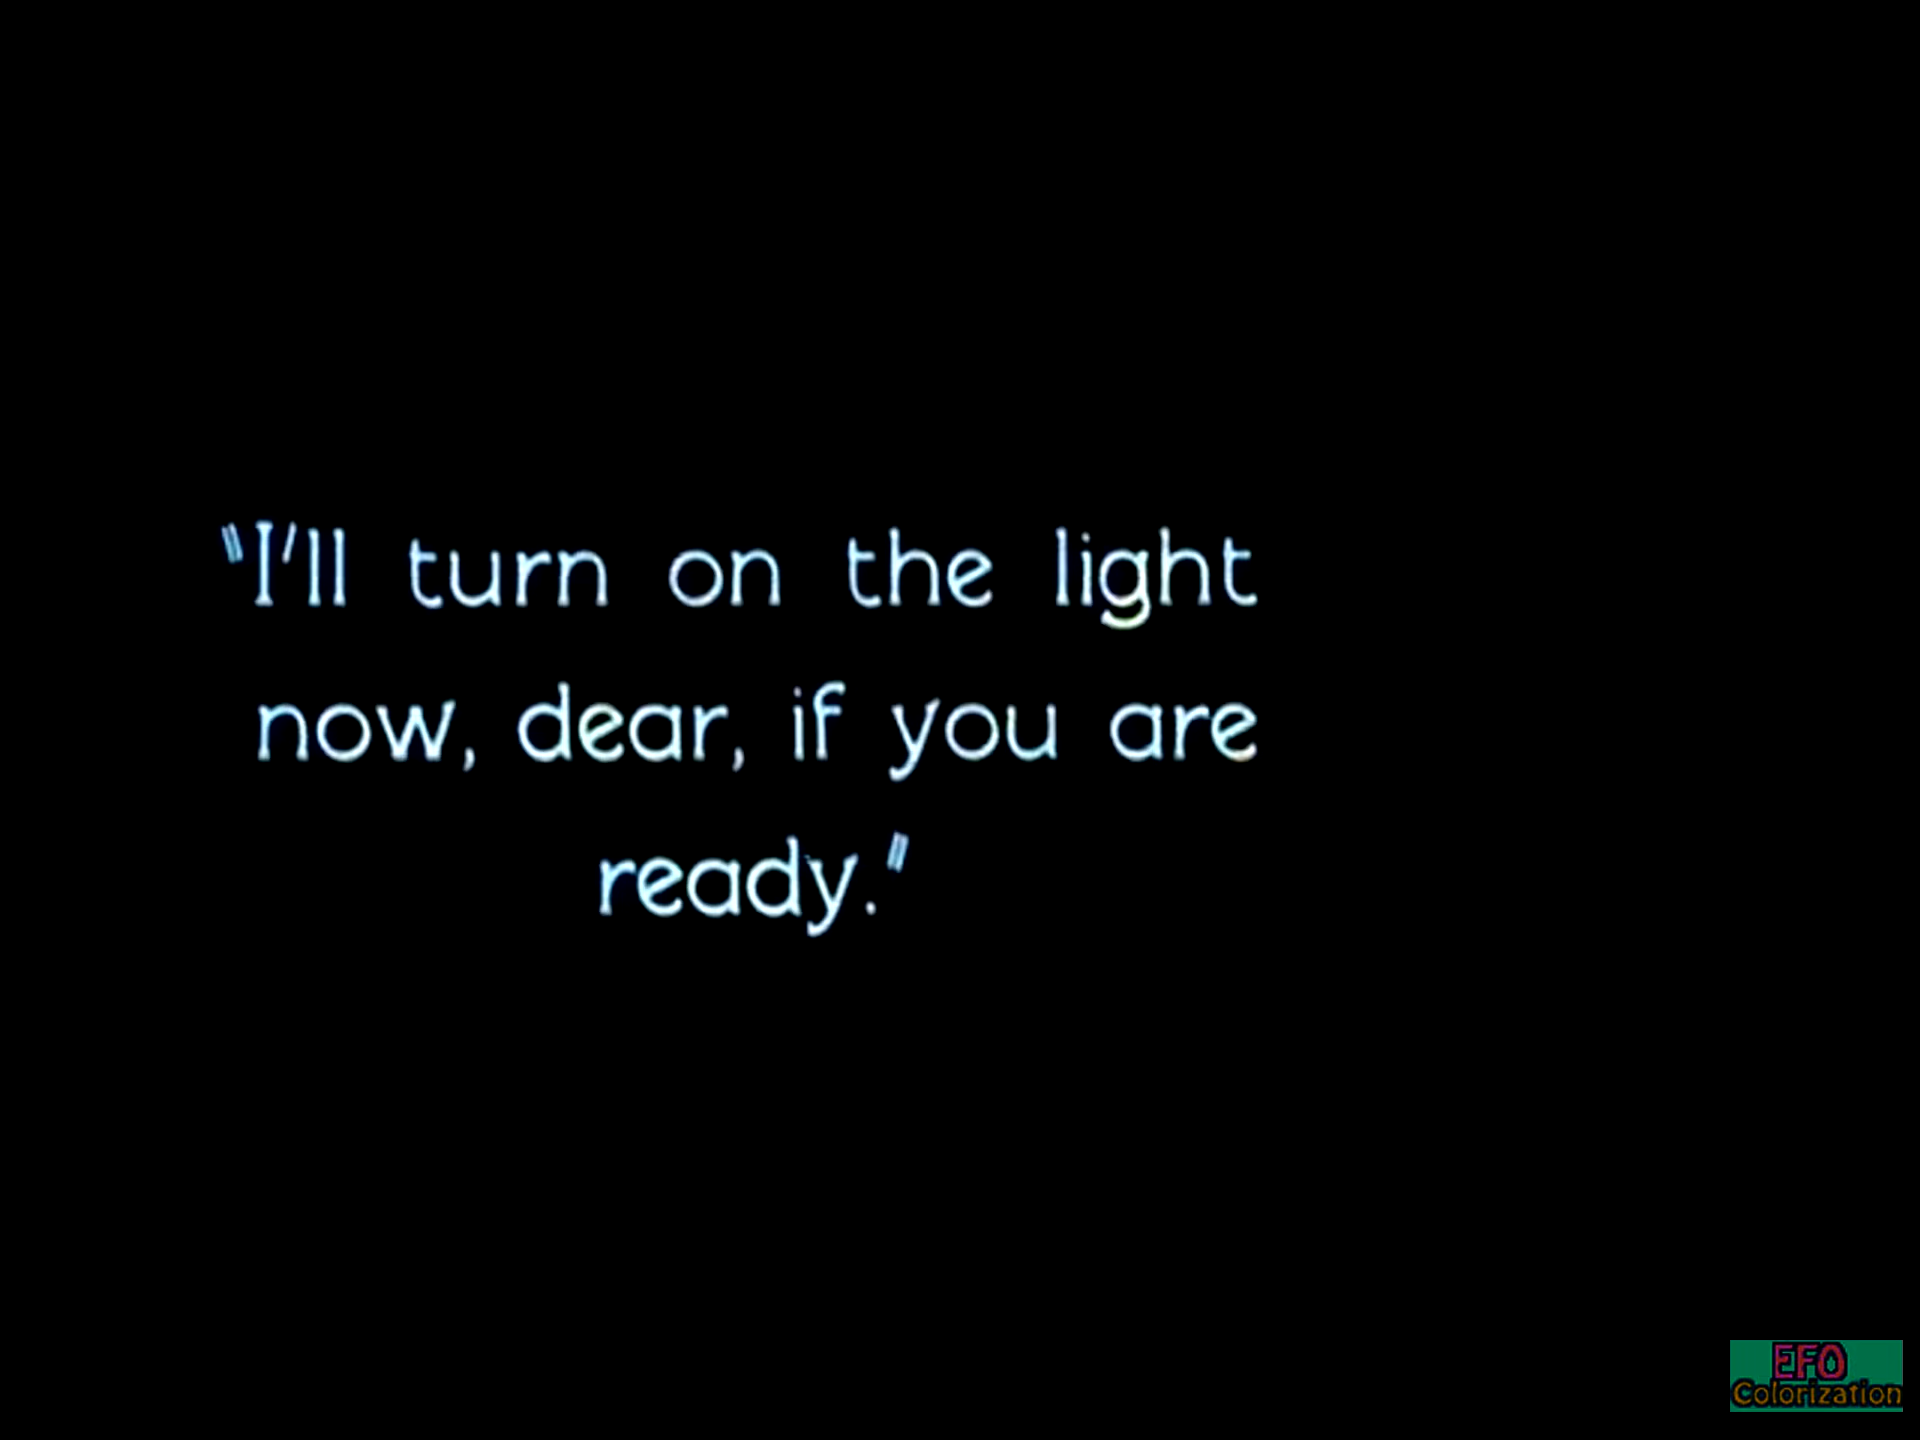 "I'll turn on the light
now, dear, if you are
ready."
EFO
Colorization